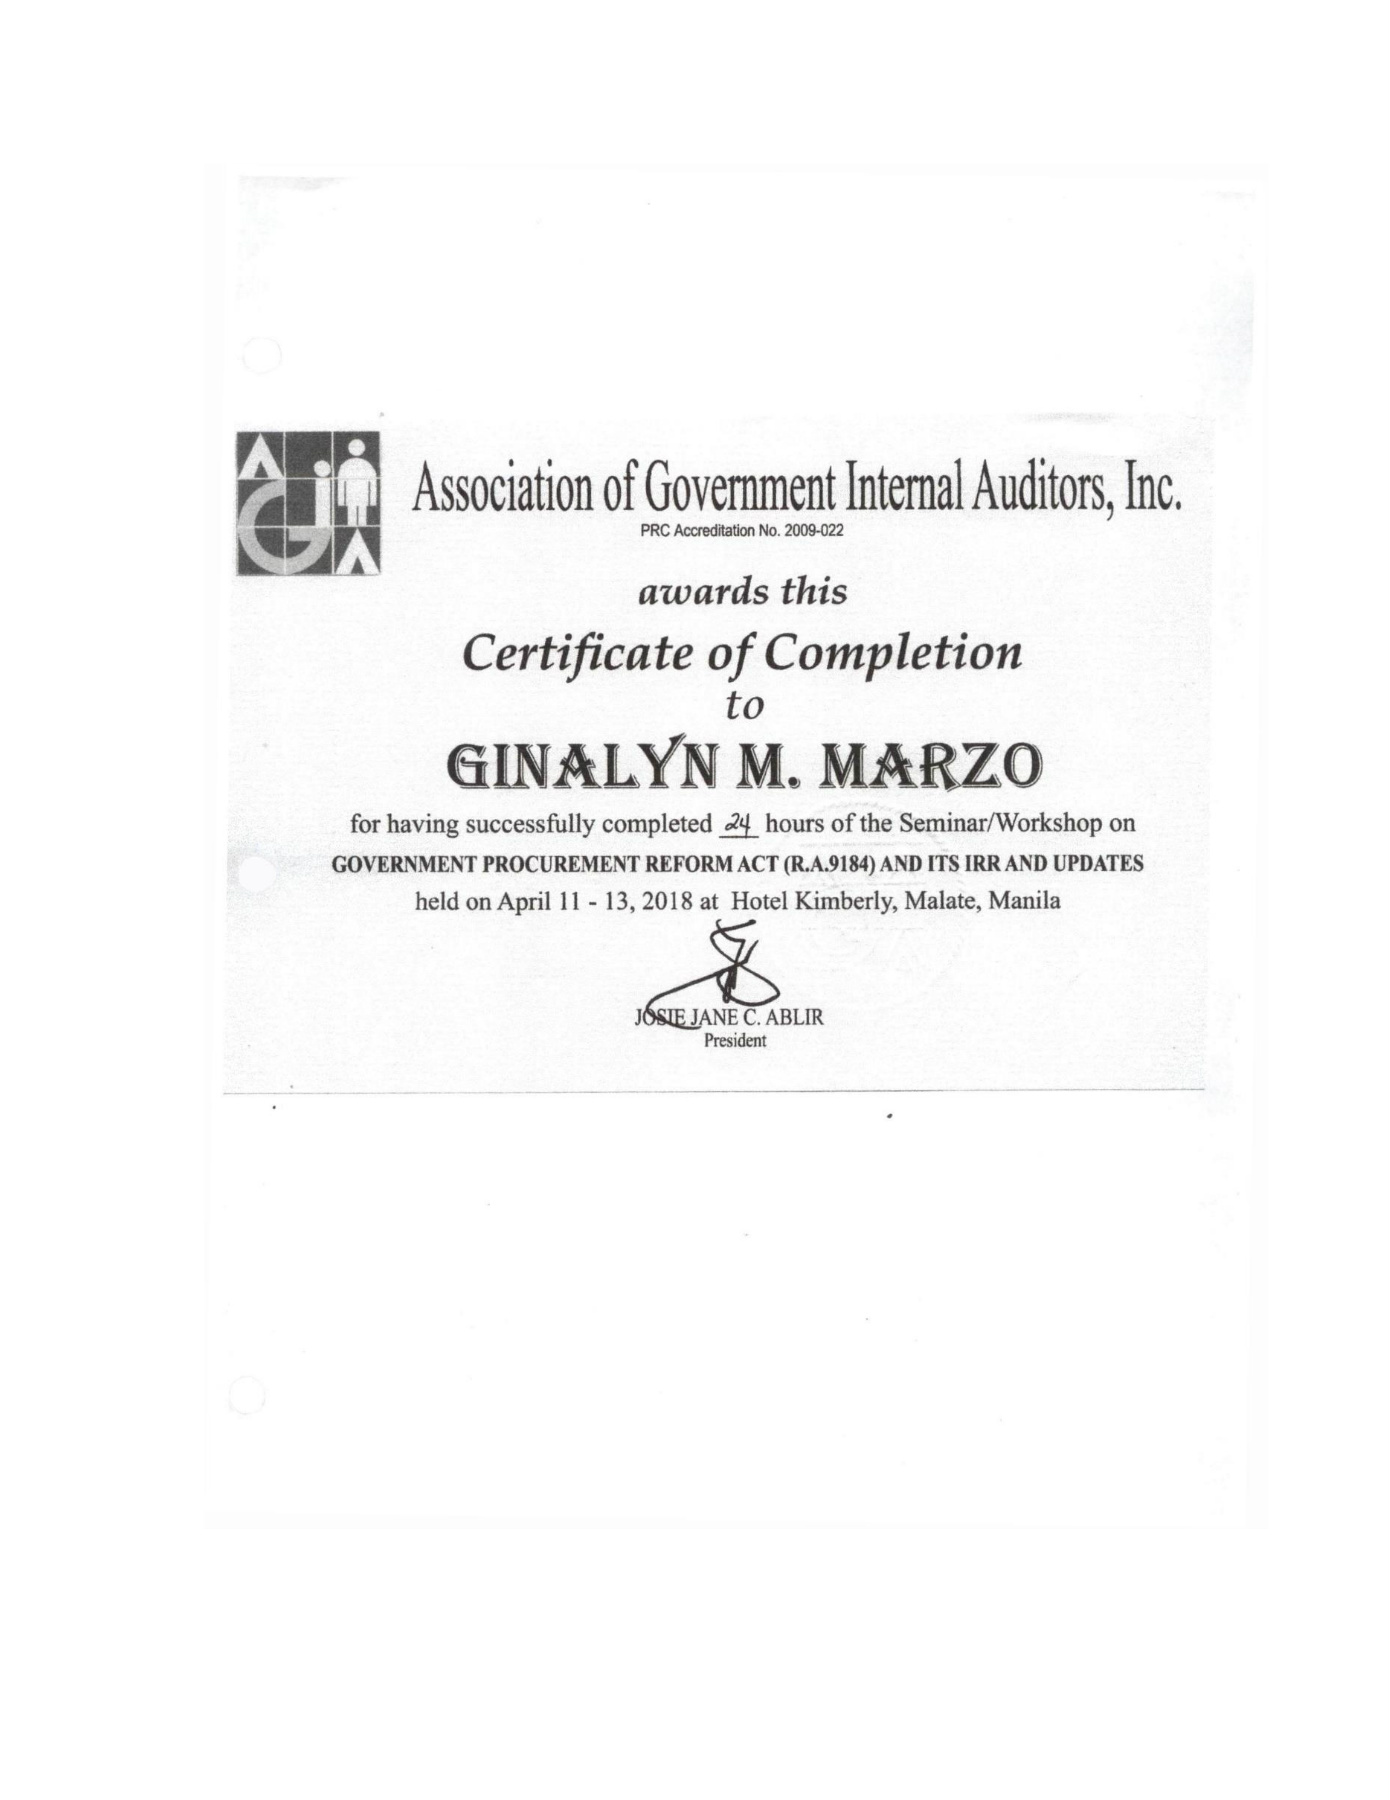 Association of Government Internal Auditors, Inc.
PRC Accreditation No. 2009-022
awards this
Certificate of Completion
to
GINALYN M. MARZO
for having successfully completed 24 hours of the Seminar/Workshop on
GOVERNMENT PROCUREMENT REFORM ACT (R.A.9184) AND ITS IRR AND UPDATES
held on April 11 - 13, 2018 at Hotel Kimberly, Malate, Manila
JOSIE JANE C. ABLIR
President